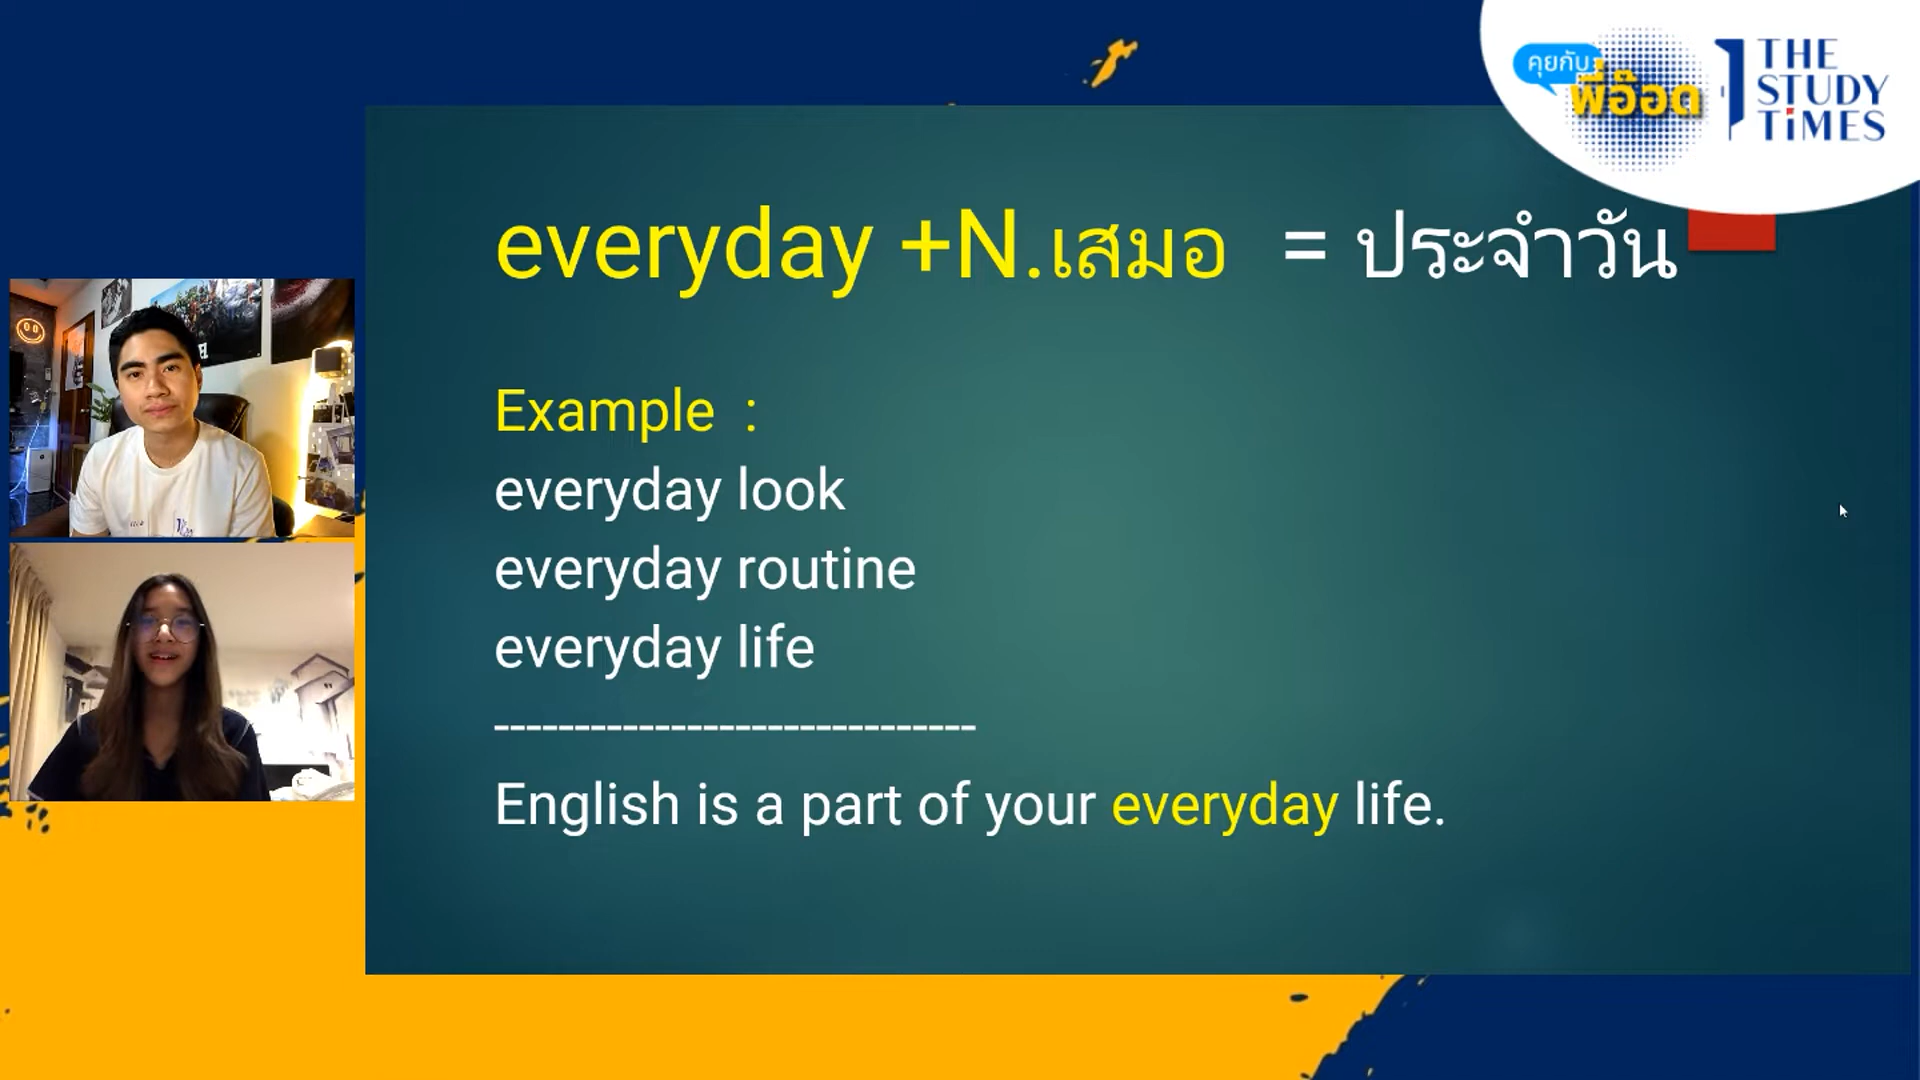 คุยกับ
พี่อ๊อด
THE
STUDY
TiMES
everyday +N.เสมอ = ประจำวัน
Example :
everyday look
everyday routine
everyday life
------------------------------
English is a part of your everyday life.